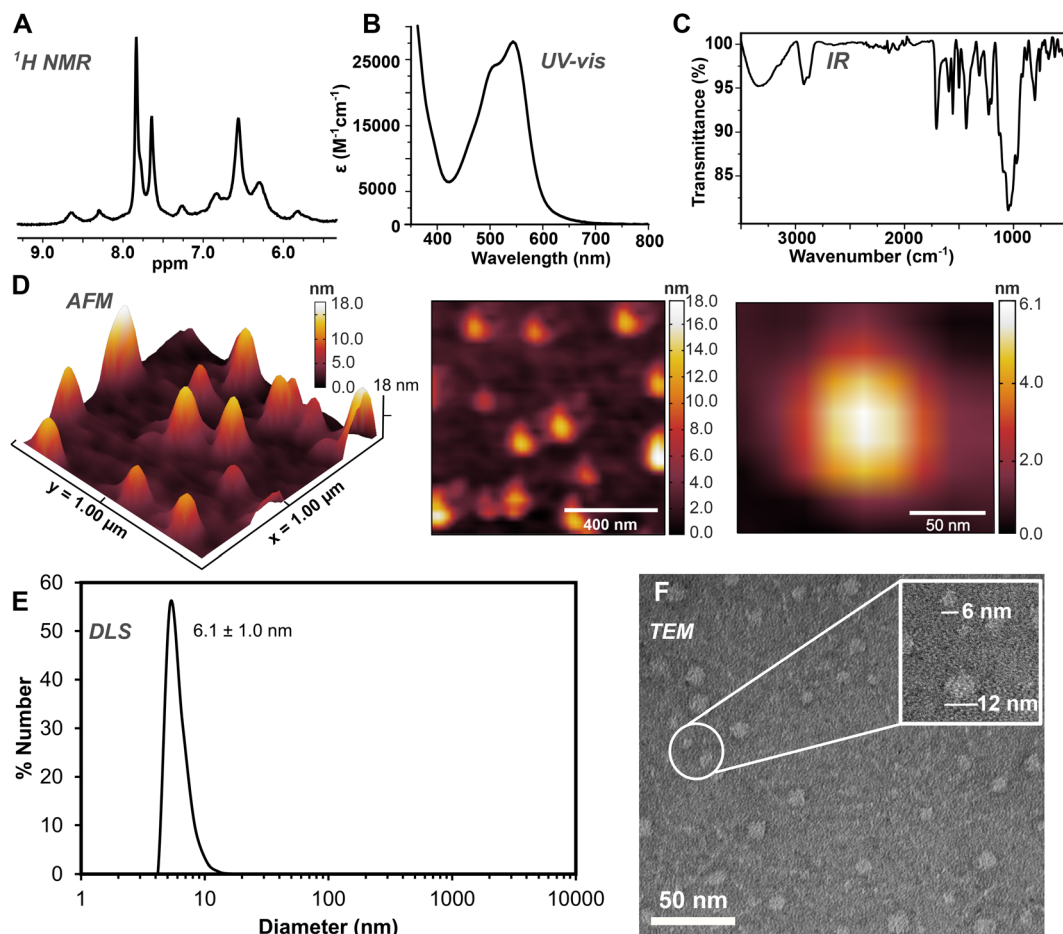 A
¹H NMR
9.0
8.0
7.0
6.0
ppm
B
UV-vis
ε (M⁻¹cm⁻¹)
25000
15000
5000
0
400
500
600
700
800
Wavelength (nm)
C
IR
Transmittance (%)
100
95
90
85
3000
2000
1000
Wavenumber (cm⁻¹)
D
AFM
nm
18.0
10.0
5.0
0.0
18 nm
y = 1.00 µm
x = 1.00 µm
400 nm
nm
18.0
16.0
14.0
12.0
10.0
8.0
6.0
4.0
2.0
0.0
50 nm
nm
6.1
4.0
2.0
0.0
E
DLS
6.1 ± 1.0 nm
% Number
60
50
40
30
20
10
0
1
10
100
1000
10000
Diameter (nm)
F
TEM
6 nm
12 nm
50 nm